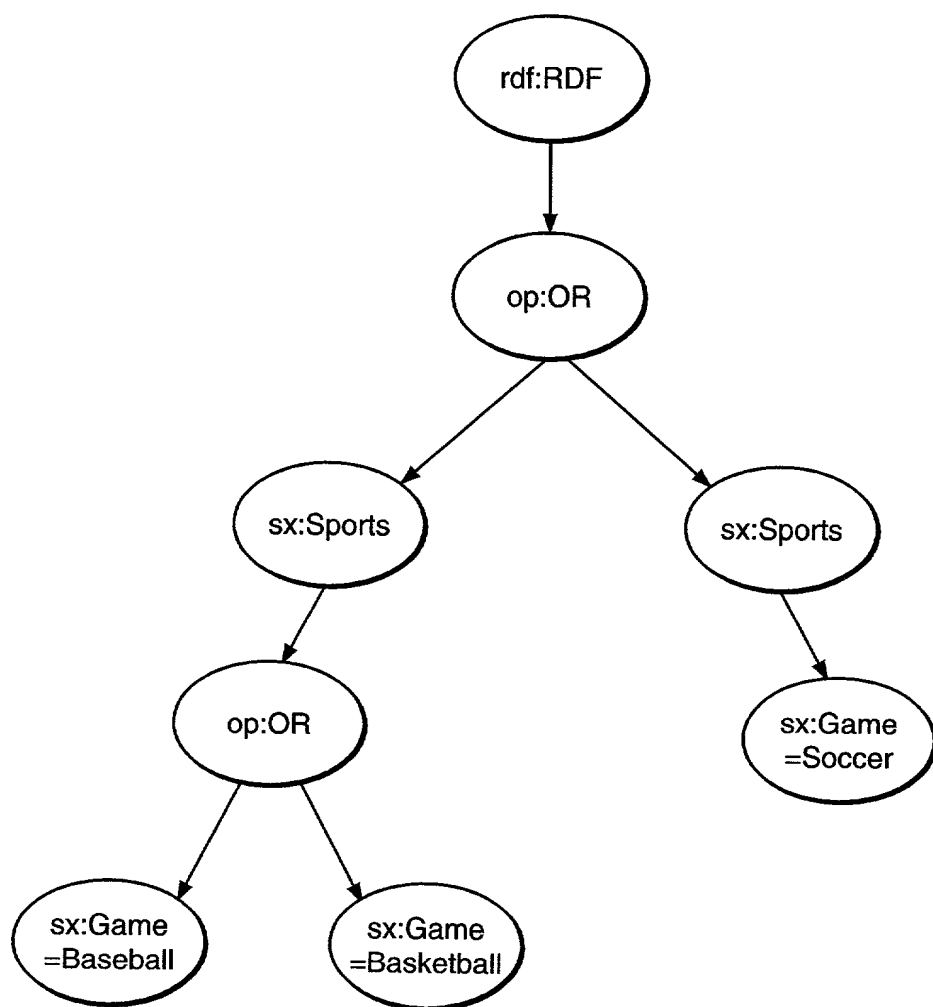 rdf:RDF
op:OR
sx:Sports
sx:Sports
op:OR
sx:Game
=Soccer
sx:Game
=Baseball
sx:Game
=Basketball